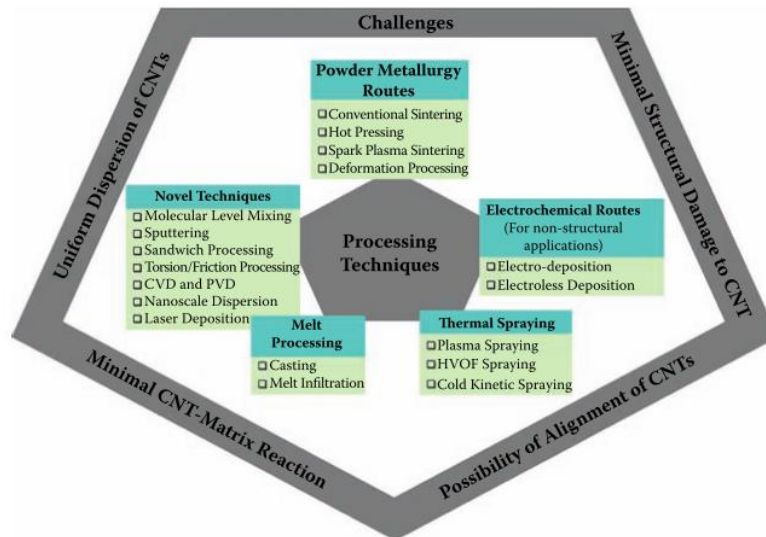 Challenges
Uniform Dispersion of CNTs
Minimal Structural Damage to CNT
Powder Metallurgy
Routes
❑Conventional Sintering
❑Hot Pressing
❑Spark Plasma Sintering
❑Deformation Processing
Novel Techniques
❑Molecular Level Mixing
❑Sputtering
❑Sandwich Processing
❑Torsion/Friction Processing
❑CVD and PVD
❑Nanoscale Dispersion
❑Laser Deposition
Processing
Techniques
Electrochemical Routes
(For non-structural
applications)
❑Electro-deposition
❑Electroless Deposition
Melt
Processing
❑Casting
❑Melt Infiltration
Thermal Spraying
❑Plasma Spraying
❑HVOF Spraying
❑Cold Kinetic Spraying
Minimal CNT-Matrix Reaction
Possibility of Alignment of CNTs